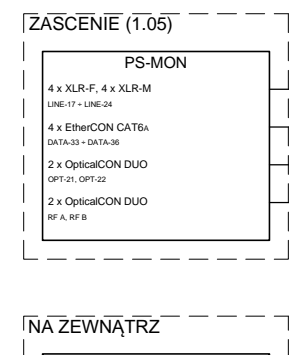 ZASCENIE (1.05)
PS-MON
4 x XLR-F, 4 x XLR-M
LINE-17 ÷ LINE-24
4 x EtherCON CAT6A
DATA-33 ÷ DATA-36
2 x OpticalCON DUO
OPT-21, OPT-22
2 x OpticalCON DUO
RF A, RF B
NA ZEWNĄTRZ